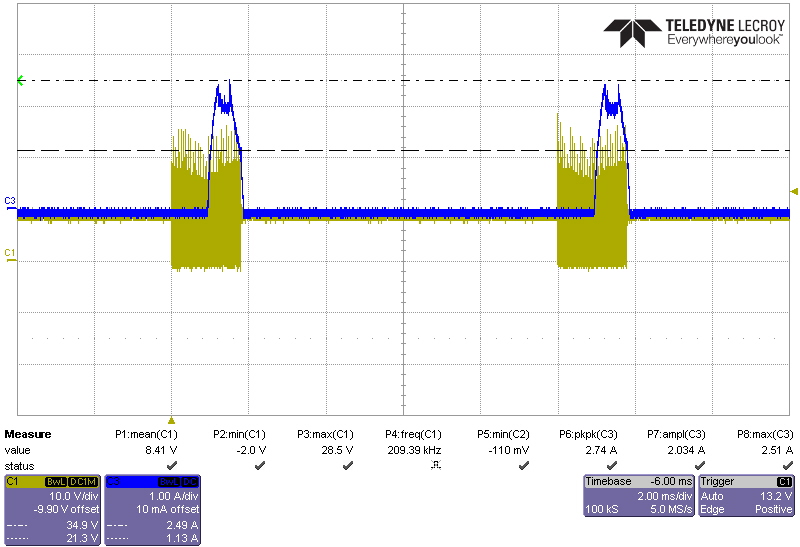 TELEDYNE LECROY
Everywhereyoulook™
C3
C1
Measure P1:mean(C1) P2:min(C1) P3:max(C1) P4:freq(C1) P5:min(C2) P6:pkpk(C3) P7:ampl(C3) P8:max(C3)
value 8.41 V -2.0 V 28.5 V 209.39 kHz -110 mV 2.74 A 2.034 A 2.51 A
status
C1 BwL DC1M
10.0 V/div
-9.90 V offset
34.9 V
21.3 V
C3 BwL DC
1.00 A/div
10 mA offset
2.49 A
1.13 A
Timebase -6.00 ms
2.00 ms/div
100 kS 5.0 MS/s
Trigger C1
Auto 13.2 V
Edge Positive